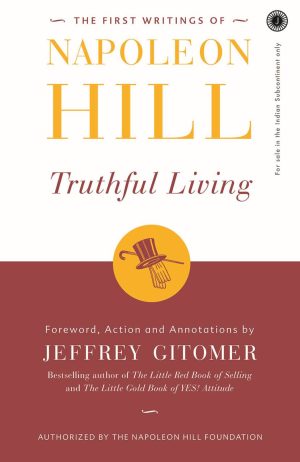 ~ THE FIRST WRITINGS OF ~
NAPOLEON
HILL
Truthful Living
Foreword, Action and Annotations by
JEFFREY GITOMER
Bestselling author of The Little Red Book of Selling
and The Little Gold Book of YES! Attitude
AUTHORIZED BY THE NAPOLEON HILL FOUNDATION
For sale in the Indian Subcontinent only